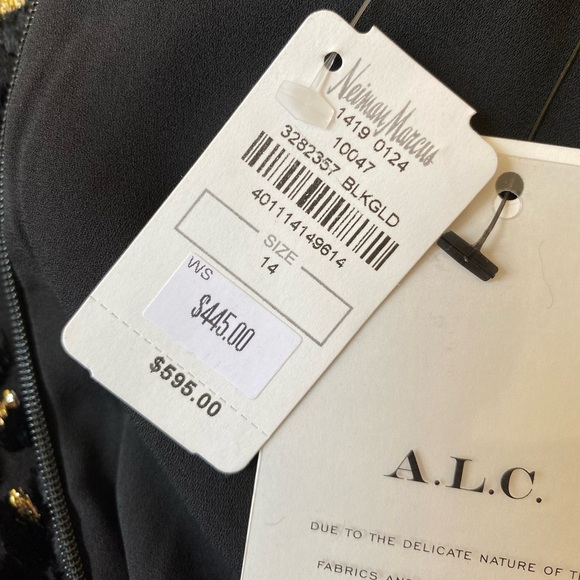 Neiman Marcus
1419 0124
10047
3282357 BLKGLD
401114149614
SIZE
14
WS
$445.00
$595.00
A.L.C.
DUE TO THE DELICATE NATURE OF
FABRICS